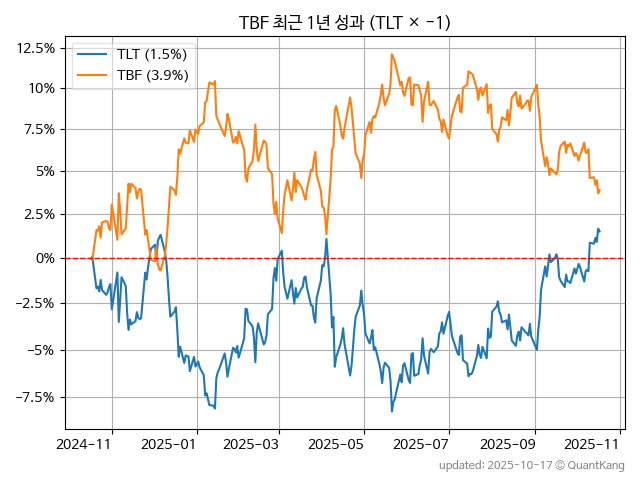 TBF 최근 1년 성과 (TLT × −1)
TLT (1.5%)
TBF (3.9%)
12.5%
10%
7.5%
5%
2.5%
0%
−2.5%
−5%
−7.5%
2024-11 2025-01 2025-03 2025-05 2025-07 2025-09 2025-11
updated: 2025-10-17 © QuantKang